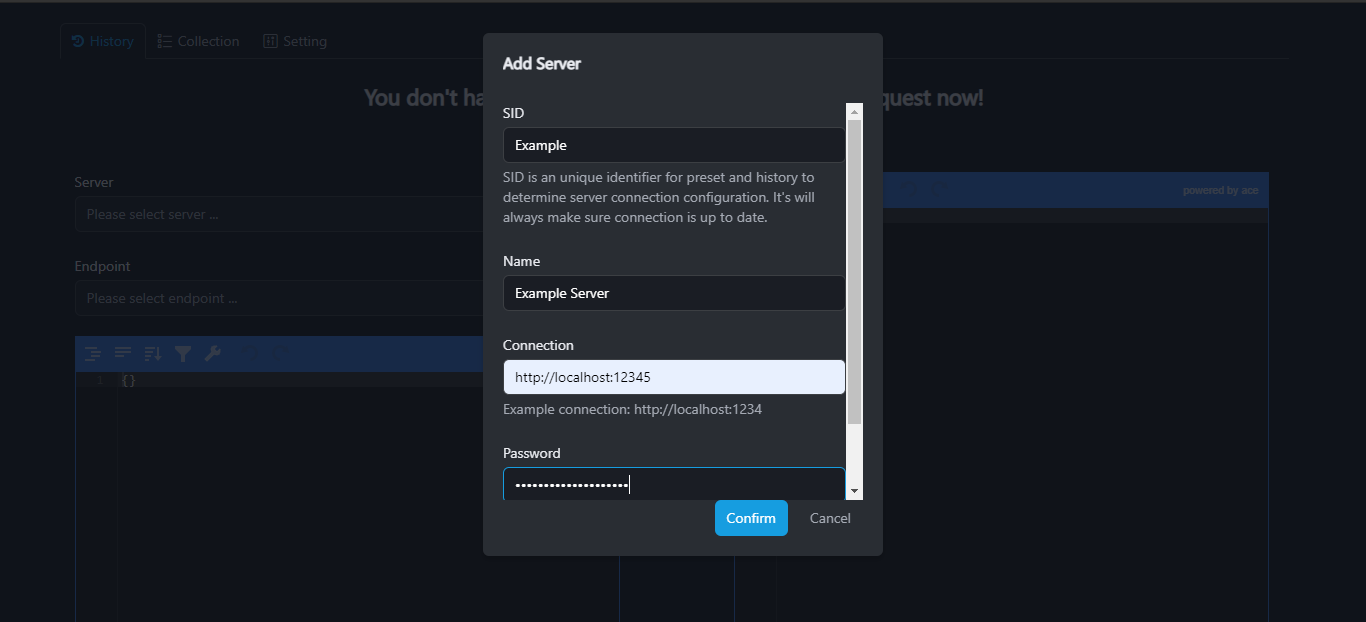 History
Collection
Setting
You don't ha
quest now!
Server
Please select server ...
Endpoint
Please select endpoint ...
1
{}
powered by ace
Add Server
SID
Example
SID is an unique identifier for preset and history to
determine server connection configuration. It's will
always make sure connection is up to date.
Name
Example Server
Connection
http://localhost:12345
Example connection: http://localhost:1234
Password
••••••••••••••••••••
Confirm
Cancel